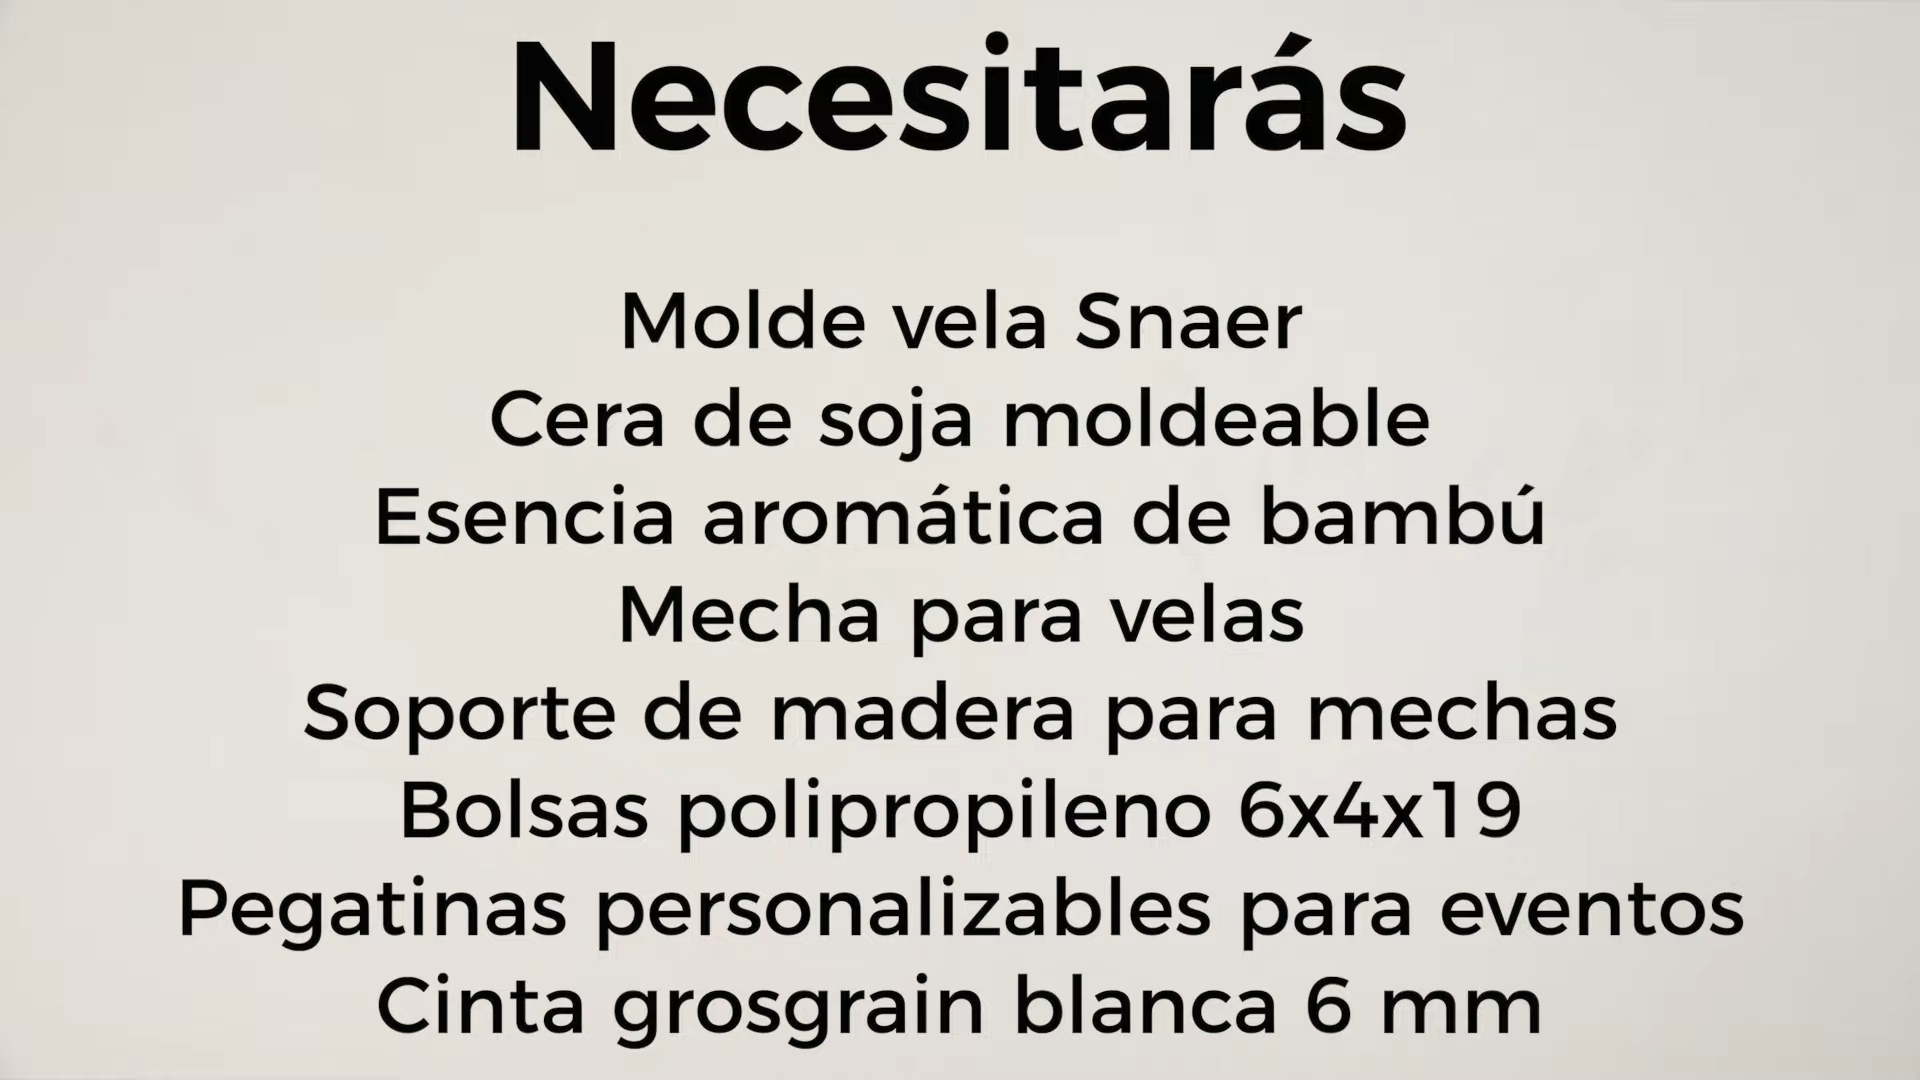 Necesitarás
Molde vela Snaer
Cera de soja moldeable
Esencia aromática de bambú
Mecha para velas
Soporte de madera para mechas
Bolsas polipropileno 6x4x19
Pegatinas personalizables para eventos
Cinta grosgrain blanca 6 mm